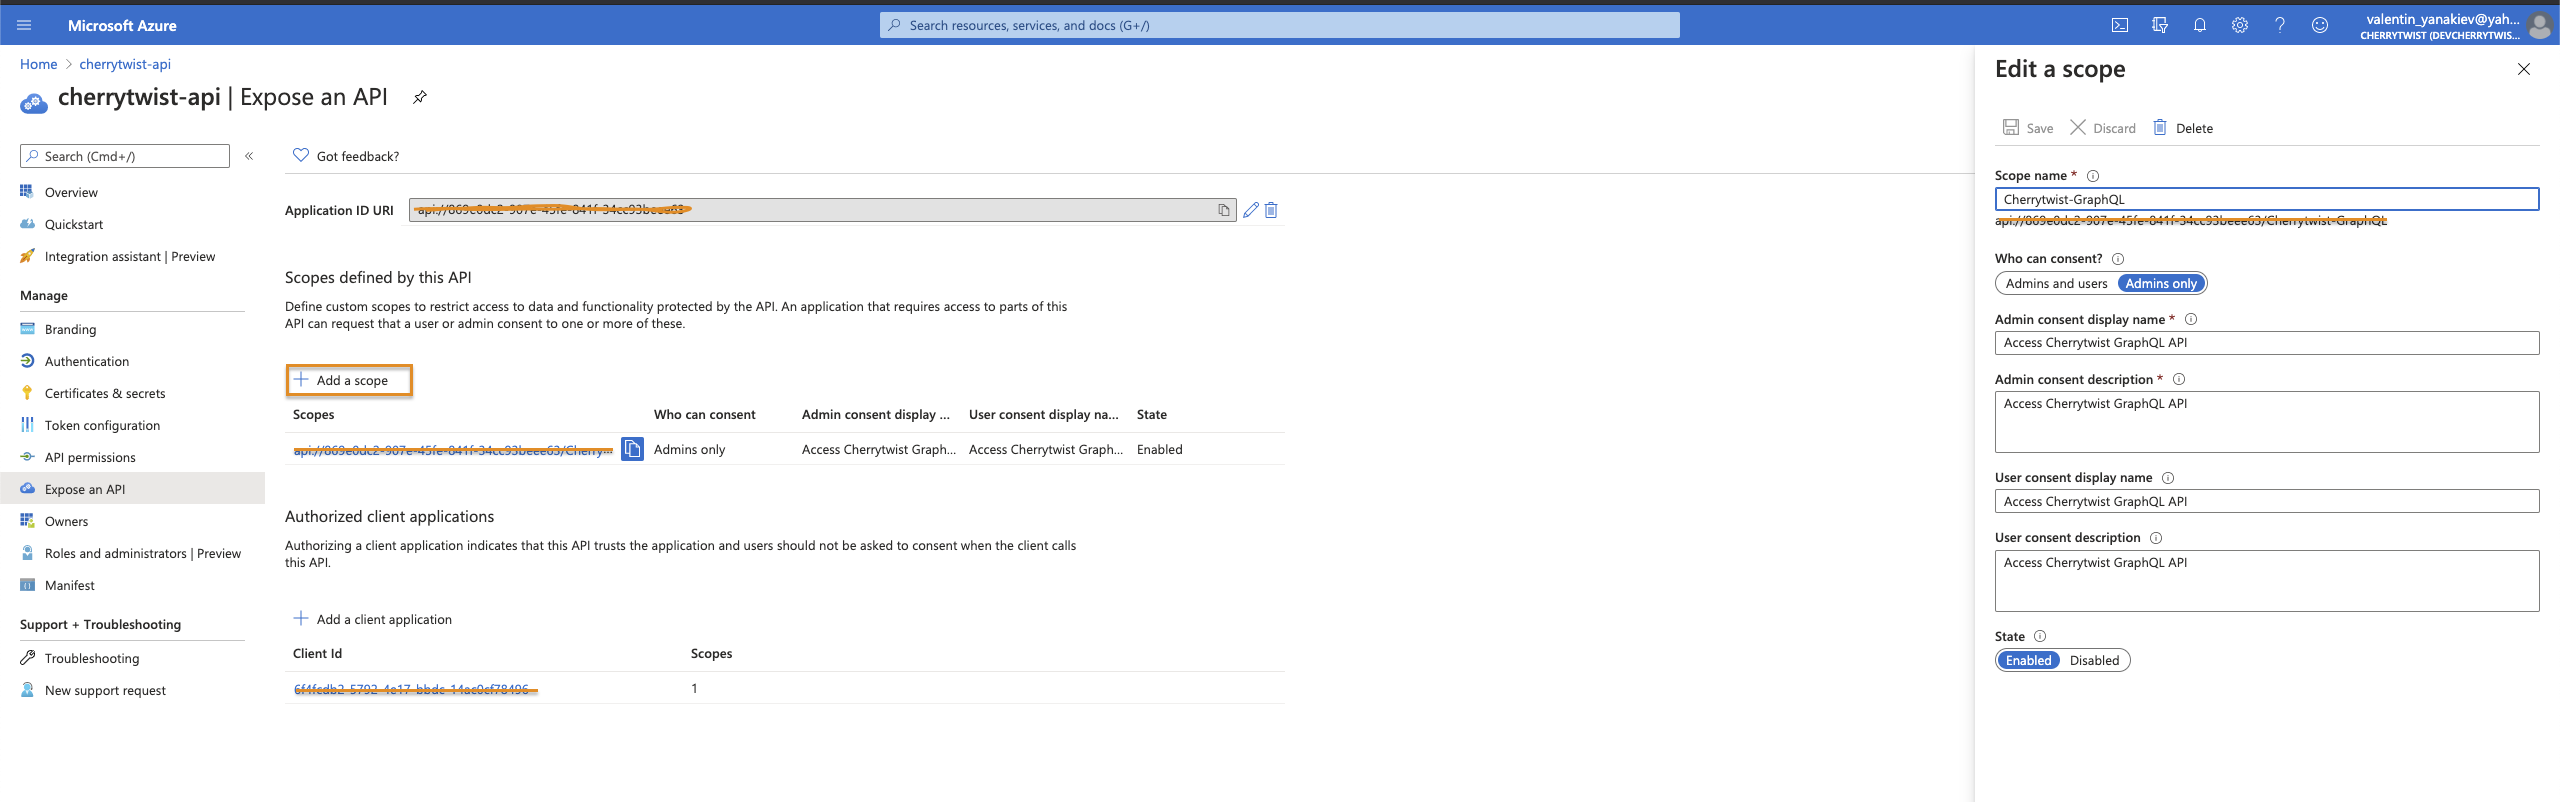 Microsoft Azure
Search resources, services, and docs (G+/)
valentin_yanakiev@yah...
CHERRYTWIST (DEVCHERRYTWIS...
Home > cherrytwist-api
cherrytwist-api | Expose an API
Search (Cmd+/)
Overview
Quickstart
Integration assistant | Preview
Manage
Branding
Authentication
Certificates & secrets
Token configuration
API permissions
Expose an API
Owners
Roles and administrators | Preview
Manifest
Support + Troubleshooting
Troubleshooting
New support request
Got feedback?
Application ID URI
Scopes defined by this API
Define custom scopes to restrict access to data and functionality protected by the API. An application that requires access to parts of this
API can request that a user or admin consent to one or more of these.
Add a scope
Scopes Who can consent Admin consent display ... User consent display na... State
Admins only Access Cherrytwist Graph... Access Cherrytwist Graph... Enabled
Authorized client applications
Authorizing a client application indicates that this API trusts the application and users should not be asked to consent when the client calls
this API.
Add a client application
Client Id Scopes
1
Edit a scope
Save Discard Delete
Scope name *
Cherrytwist-GraphQL
Who can consent?
Admins and users Admins only
Admin consent display name *
Access Cherrytwist GraphQL API
Admin consent description *
Access Cherrytwist GraphQL API
User consent display name
Access Cherrytwist GraphQL API
User consent description
Access Cherrytwist GraphQL API
State
Enabled Disabled